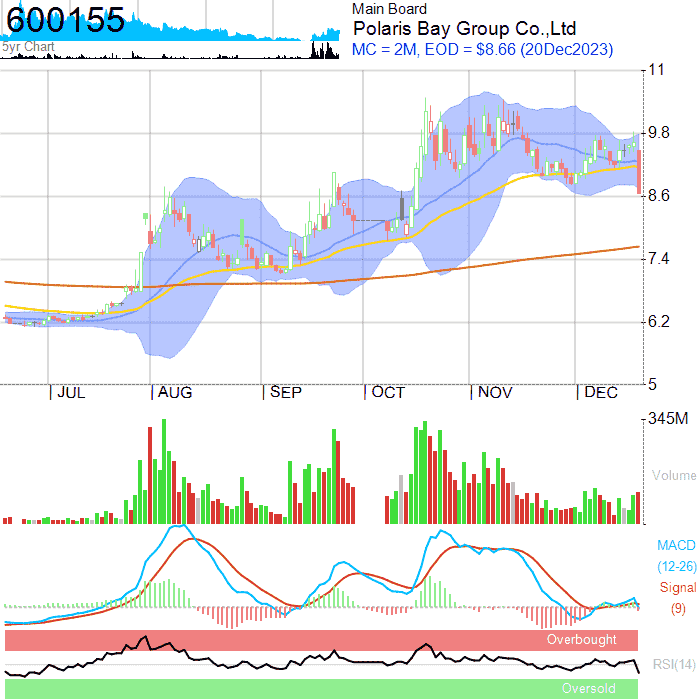 600155
5yr Chart
Main Board
Polaris Bay Group Co.,Ltd
MC = 2M, EOD = $8.66 (20Dec2023)
11
9.8
8.6
7.4
6.2
5
JUL
AUG
SEP
OCT
NOV
DEC
345M
Volume
MACD
(12-26)
Signal
(9)
Overbought
RSI(14)
Oversold